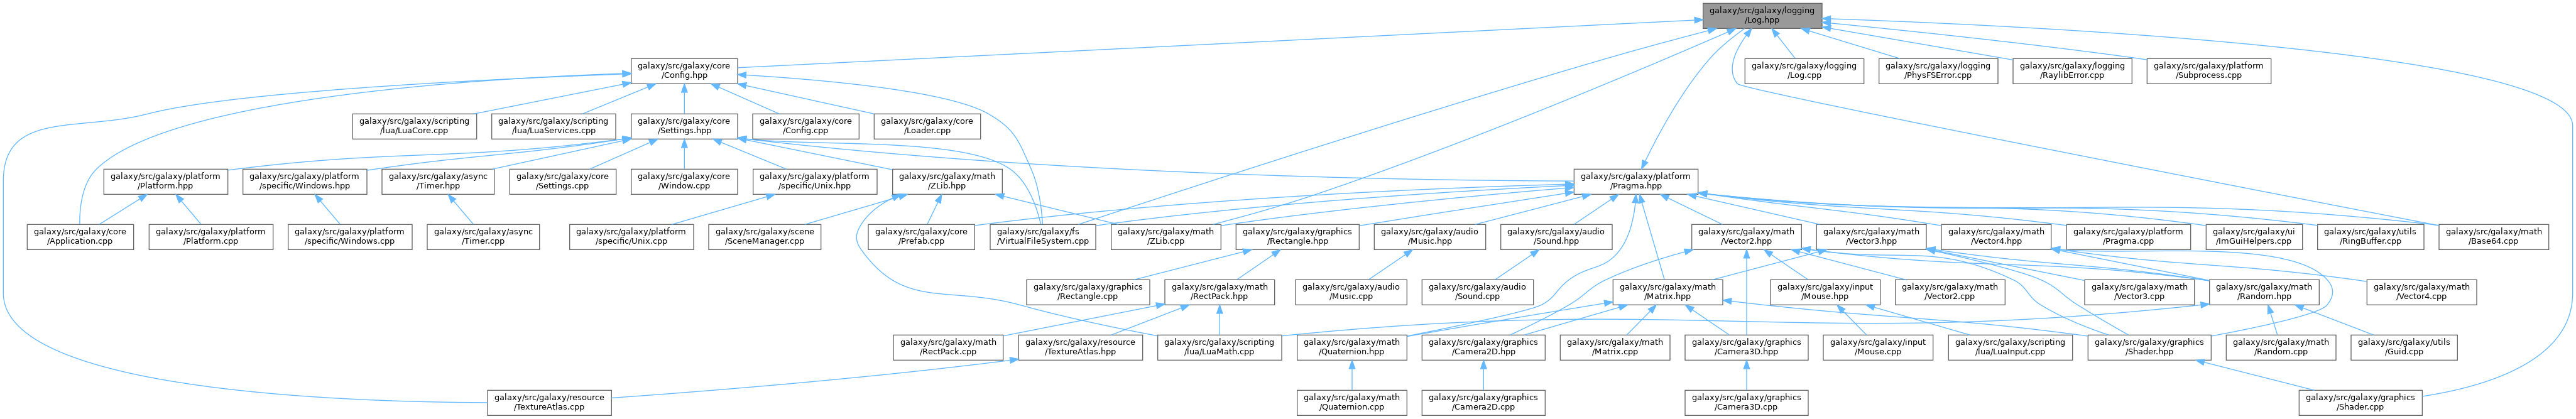 galaxy/src/galaxy/logging
/Log.hpp
galaxy/src/galaxy/core
/Config.hpp
galaxy/src/galaxy/logging
/Log.cpp
galaxy/src/galaxy/logging
/PhysFSError.cpp
galaxy/src/galaxy/logging
/RaylibError.cpp
galaxy/src/galaxy/platform
/Subprocess.cpp
galaxy/src/galaxy/scripting
/lua/LuaCore.cpp
galaxy/src/galaxy/scripting
/lua/LuaServices.cpp
galaxy/src/galaxy/core
/Settings.hpp
galaxy/src/galaxy/core
/Config.cpp
galaxy/src/galaxy/core
/Loader.cpp
galaxy/src/galaxy/platform
/Platform.hpp
galaxy/src/galaxy/platform
/specific/Windows.hpp
galaxy/src/galaxy/async
/Timer.hpp
galaxy/src/galaxy/core
/Settings.cpp
galaxy/src/galaxy/core
/Window.cpp
galaxy/src/galaxy/platform
/specific/Unix.hpp
galaxy/src/galaxy/math
/ZLib.hpp
galaxy/src/galaxy/platform
/Pragma.hpp
galaxy/src/galaxy/core
/Application.cpp
galaxy/src/galaxy/platform
/Platform.cpp
galaxy/src/galaxy/platform
/specific/Windows.cpp
galaxy/src/galaxy/async
/Timer.cpp
galaxy/src/galaxy/platform
/specific/Unix.cpp
galaxy/src/galaxy/scene
/SceneManager.cpp
galaxy/src/galaxy/core
/Prefab.cpp
galaxy/src/galaxy/fs
/VirtualFileSystem.cpp
galaxy/src/galaxy/math
/ZLib.cpp
galaxy/src/galaxy/graphics
/Rectangle.hpp
galaxy/src/galaxy/audio
/Music.hpp
galaxy/src/galaxy/audio
/Sound.hpp
galaxy/src/galaxy/math
/Vector2.hpp
galaxy/src/galaxy/math
/Vector3.hpp
galaxy/src/galaxy/math
/Vector4.hpp
galaxy/src/galaxy/platform
/Pragma.cpp
galaxy/src/galaxy/ui
/ImGuiHelpers.cpp
galaxy/src/galaxy/utils
/RingBuffer.cpp
galaxy/src/galaxy/math
/Base64.cpp
galaxy/src/galaxy/graphics
/Rectangle.cpp
galaxy/src/galaxy/math
/RectPack.hpp
galaxy/src/galaxy/audio
/Music.cpp
galaxy/src/galaxy/audio
/Sound.cpp
galaxy/src/galaxy/math
/Matrix.hpp
galaxy/src/galaxy/input
/Mouse.hpp
galaxy/src/galaxy/math
/Vector2.cpp
galaxy/src/galaxy/math
/Vector3.cpp
galaxy/src/galaxy/math
/Random.hpp
galaxy/src/galaxy/math
/Vector4.cpp
galaxy/src/galaxy/math
/RectPack.cpp
galaxy/src/galaxy/resource
/TextureAtlas.hpp
galaxy/src/galaxy/scripting
/lua/LuaMath.cpp
galaxy/src/galaxy/math
/Quaternion.hpp
galaxy/src/galaxy/graphics
/Camera2D.hpp
galaxy/src/galaxy/math
/Matrix.cpp
galaxy/src/galaxy/graphics
/Camera3D.hpp
galaxy/src/galaxy/input
/Mouse.cpp
galaxy/src/galaxy/scripting
/lua/LuaInput.cpp
galaxy/src/galaxy/graphics
/Shader.hpp
galaxy/src/galaxy/math
/Random.cpp
galaxy/src/galaxy/utils
/Guid.cpp
galaxy/src/galaxy/resource
/TextureAtlas.cpp
galaxy/src/galaxy/math
/Quaternion.cpp
galaxy/src/galaxy/graphics
/Camera2D.cpp
galaxy/src/galaxy/graphics
/Camera3D.cpp
galaxy/src/galaxy/graphics
/Shader.cpp